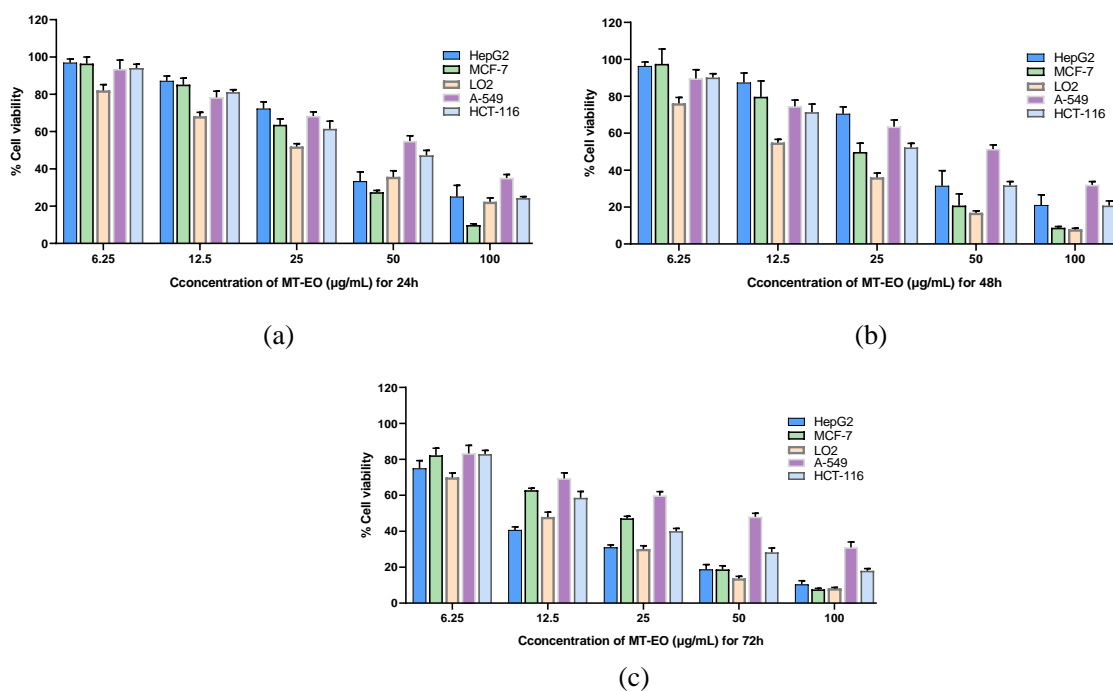 120
100
80
60
40
20
0
% Cell viability
HepG2
MCF-7
LO2
A-549
HCT-116
6.25 12.5 25 50 100
Cconcentration of MT-EO (µg/mL) for 24h
(a)
120
100
80
60
40
20
0
% Cell viability
HepG2
MCF-7
LO2
A-549
HCT-116
6.25 12.5 25 50 100
Cconcentration of MT-EO (µg/mL) for 48h
(b)
120
100
80
60
40
20
0
% Cell viability
HepG2
MCF-7
LO2
A-549
HCT-116
6.25 12.5 25 50 100
Cconcentration of MT-EO (µg/mL) for 72h
(c)